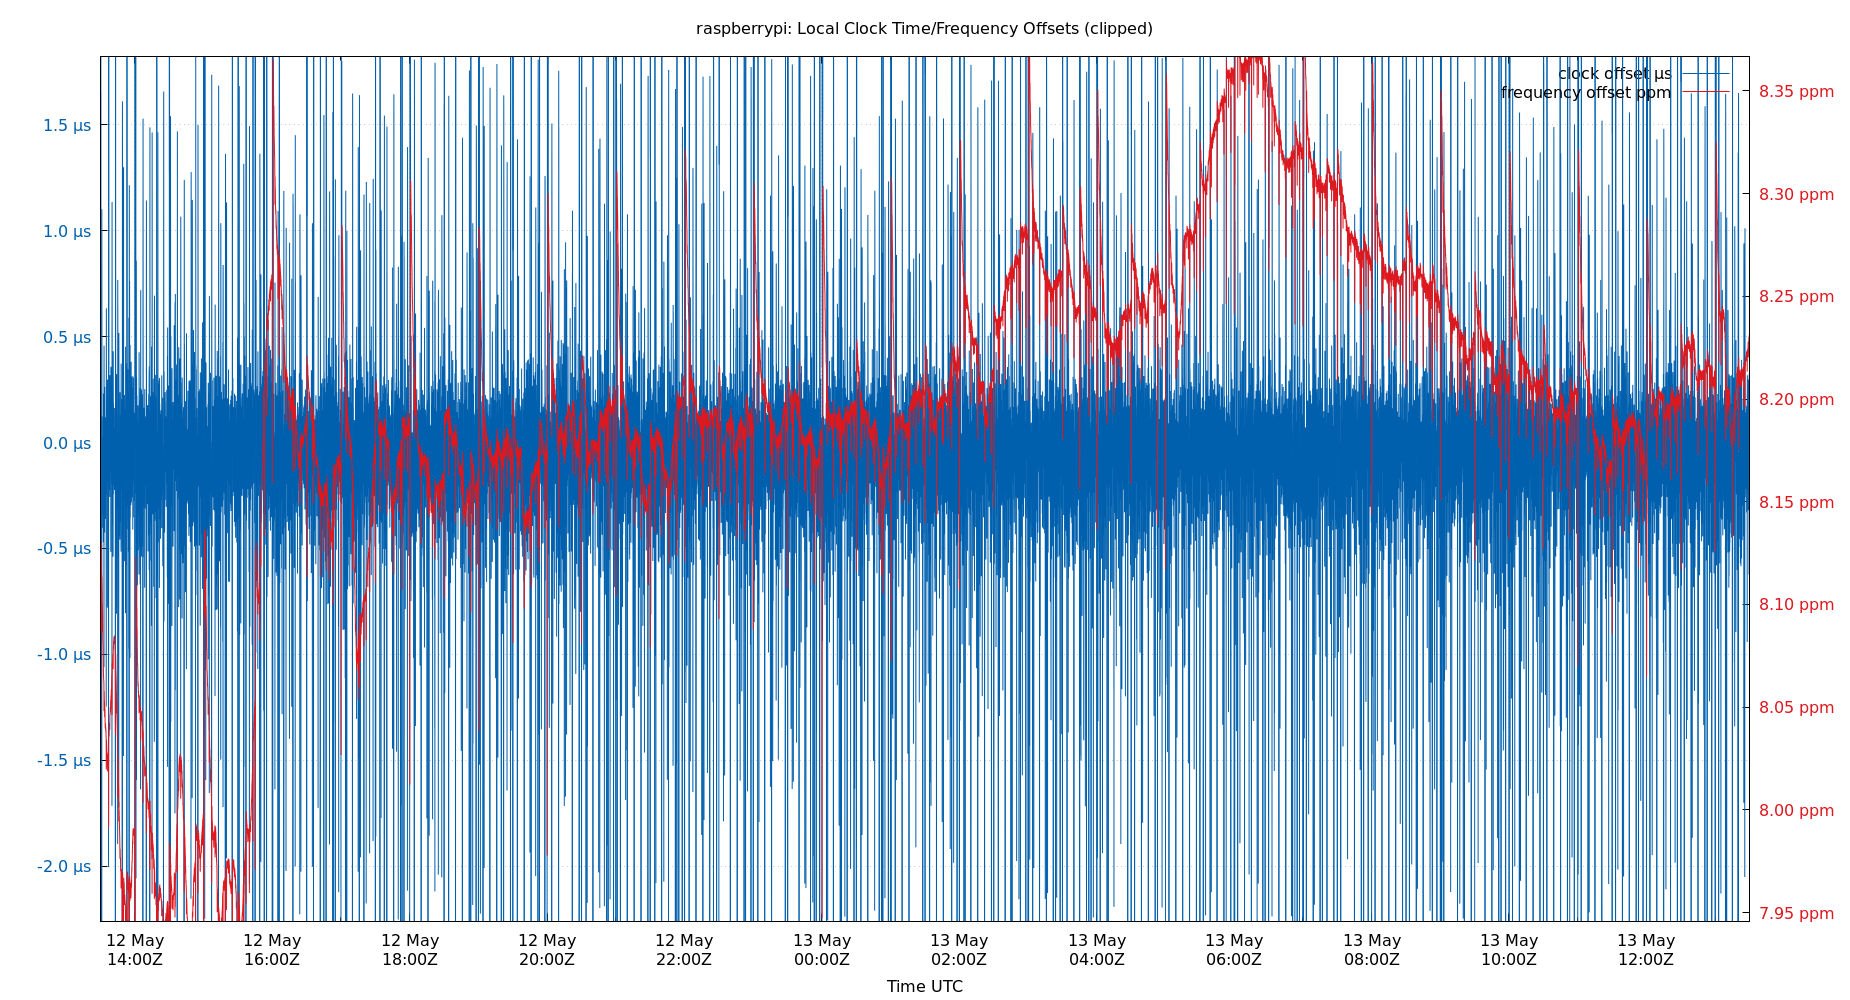 raspberrypi: Local Clock Time/Frequency Offsets (clipped)
clock offset µs
frequency offset ppm
1.5 µs
1.0 µs
0.5 µs
0.0 µs
-0.5 µs
-1.0 µs
-1.5 µs
-2.0 µs
8.35 ppm
8.30 ppm
8.25 ppm
8.20 ppm
8.15 ppm
8.10 ppm
8.05 ppm
8.00 ppm
7.95 ppm
12 May 12 May 12 May 12 May 12 May 13 May 13 May 13 May 13 May 13 May 13 May 13 May
14:00Z 16:00Z 18:00Z 20:00Z 22:00Z 00:00Z 02:00Z 04:00Z 06:00Z 08:00Z 10:00Z 12:00Z
Time UTC